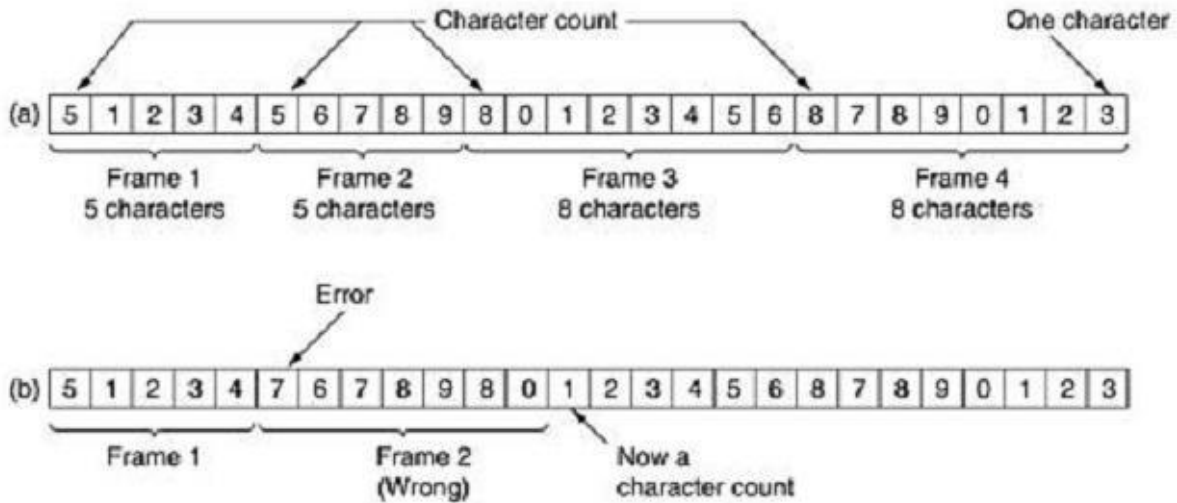 Character count One character
(a) 5 1 2 3 4 5 6 7 8 9 8 0 1 2 3 4 5 6 8 7 8 9 0 1 2 3
Frame 1 Frame 2 Frame 3 Frame 4
5 characters 5 characters 8 characters 8 characters
Error
(b) 5 1 2 3 4 7 6 7 8 9 8 0 1 2 3 4 5 6 8 7 8 9 0 1 2 3
Frame 1 Frame 2 Now a
(Wrong) character count